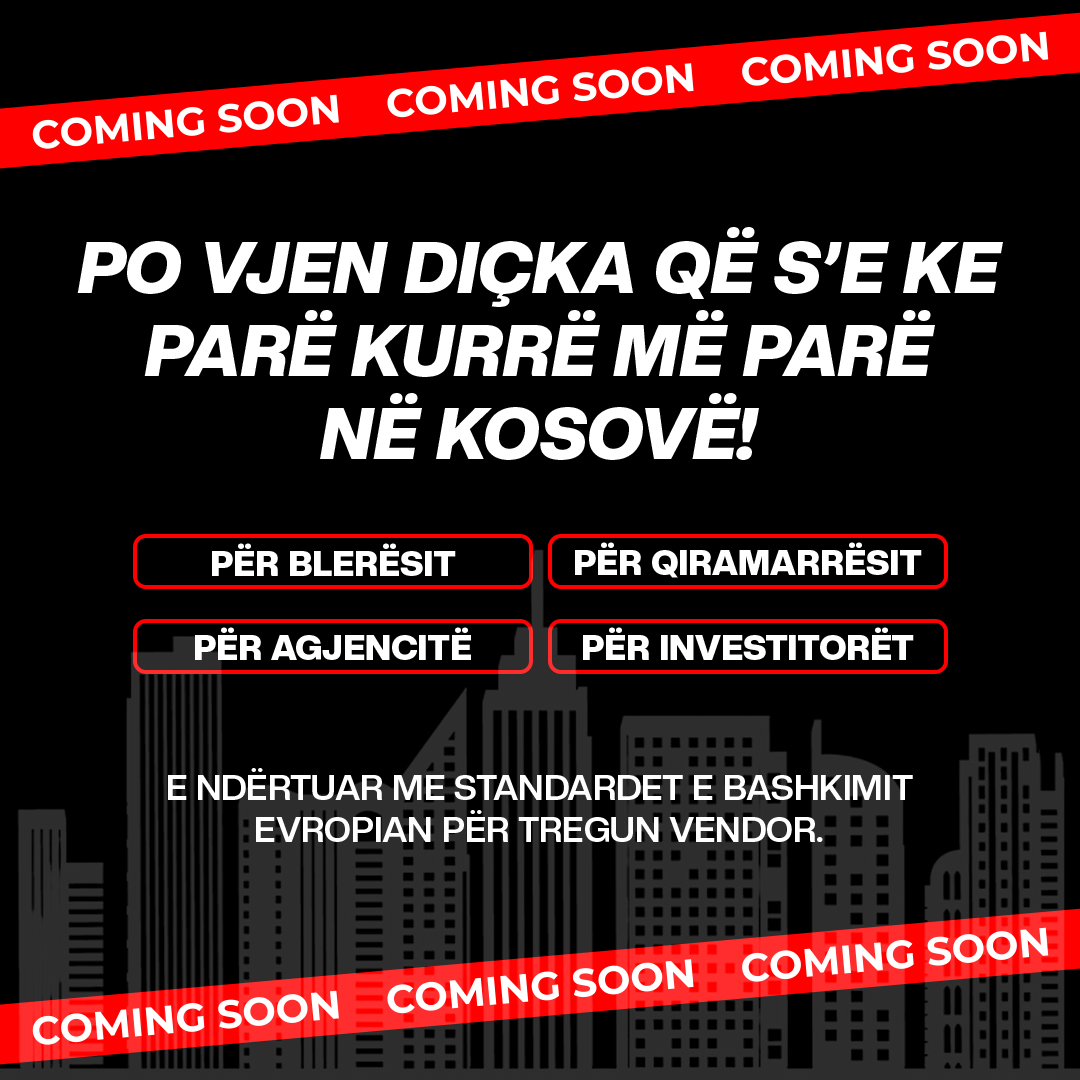 COMING SOON COMING SOON COMING SOON
PO VJEN DIÇKA QË S'E KE
PARË KURRË MË PARË
NË KOSOVË!
PËR BLERËSIT PËR QIRAMARRËSIT
PËR AGJENCITË PËR INVESTITORËT
E NDËRTUAR ME STANDARDET E BASHKIMIT
EVROPIAN PËR TREGUN VENDOR.
COMING SOON COMING SOON COMING SOON